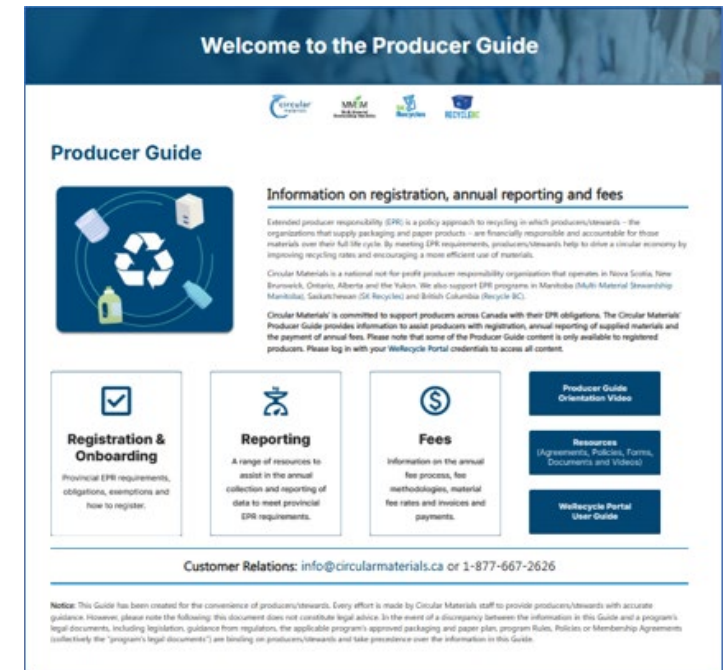 Welcome to the Producer Guide
circular
materials
MMSM
Multi-Material
Stewardship Manitoba
SK
Recycles
RECYCLEBC
Producer Guide
Information on registration, annual reporting and fees
Extended producer responsibility (EPR) is a policy approach to recycling in which producers/stewards – the
organizations that supply packaging and paper products – are financially responsible and accountable for those
materials over their full life cycle. By meeting EPR requirements, producers/stewards help to drive a circular economy by
improving recycling rates and encouraging a more efficient use of materials.
Circular Materials is a national not for profit producer responsibility organization that operates in Nova Scotia, New
Brunswick, Ontario, Alberta and the Yukon. We also support EPR programs in Manitoba (Multi-Material Stewardship
Manitoba), Saskatchewan (SK Recycles) and British Columbia (Recycle BC).
Circular Materials' is committed to support producers across Canada with their EPR obligations. The Circular Materials'
Producer Guide provides information to assist producers with registration, annual reporting of supplied materials and
the payment of annual fees. Please note that some of the Producer Guide content is only available to registered
producers. Please log in with your WeRecycle Portal credentials to access all content.
Registration &
Onboarding
Provincial EPR requirements,
obligations, exemptions and
how to register.
Reporting
A range of resources to
assist in the annual
collection and reporting of
data to meet provincial
EPR requirements.
Fees
Information on the annual
fee process, fee
methodologies, material
fee rates and invoices and
payments.
Producer Guide
Orientation Video
Resources
(Agreements, Policies, Forms,
Documents and Videos)
WeRecycle Portal
User Guide
Customer Relations: info@circularmaterials.ca or 1-877-667-2626
Notice: This Guide has been created for the convenience of producers/stewards. Every effort is made by Circular Materials staff to provide producers/stewards with accurate
guidance. However, please note the following: this document does not constitute legal advice. In the event of a discrepancy between the information in this Guide and a program's
legal documents, including legislation, guidance from regulators, the applicable program's approved packaging and paper plan, program Rules, Policies or Membership Agreements
(collectively the "program's legal documents") are binding on producers/stewards and take precedence over the information in this Guide.